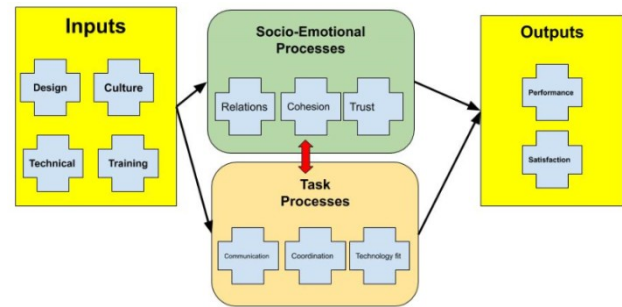 Inputs
Design
Culture
Technical
Training
Socio-Emotional
Processes
Relations
Cohesion
Trust
Task
Processes
Communication
Coordination
Technology fit
Outputs
Performance
Satisfaction